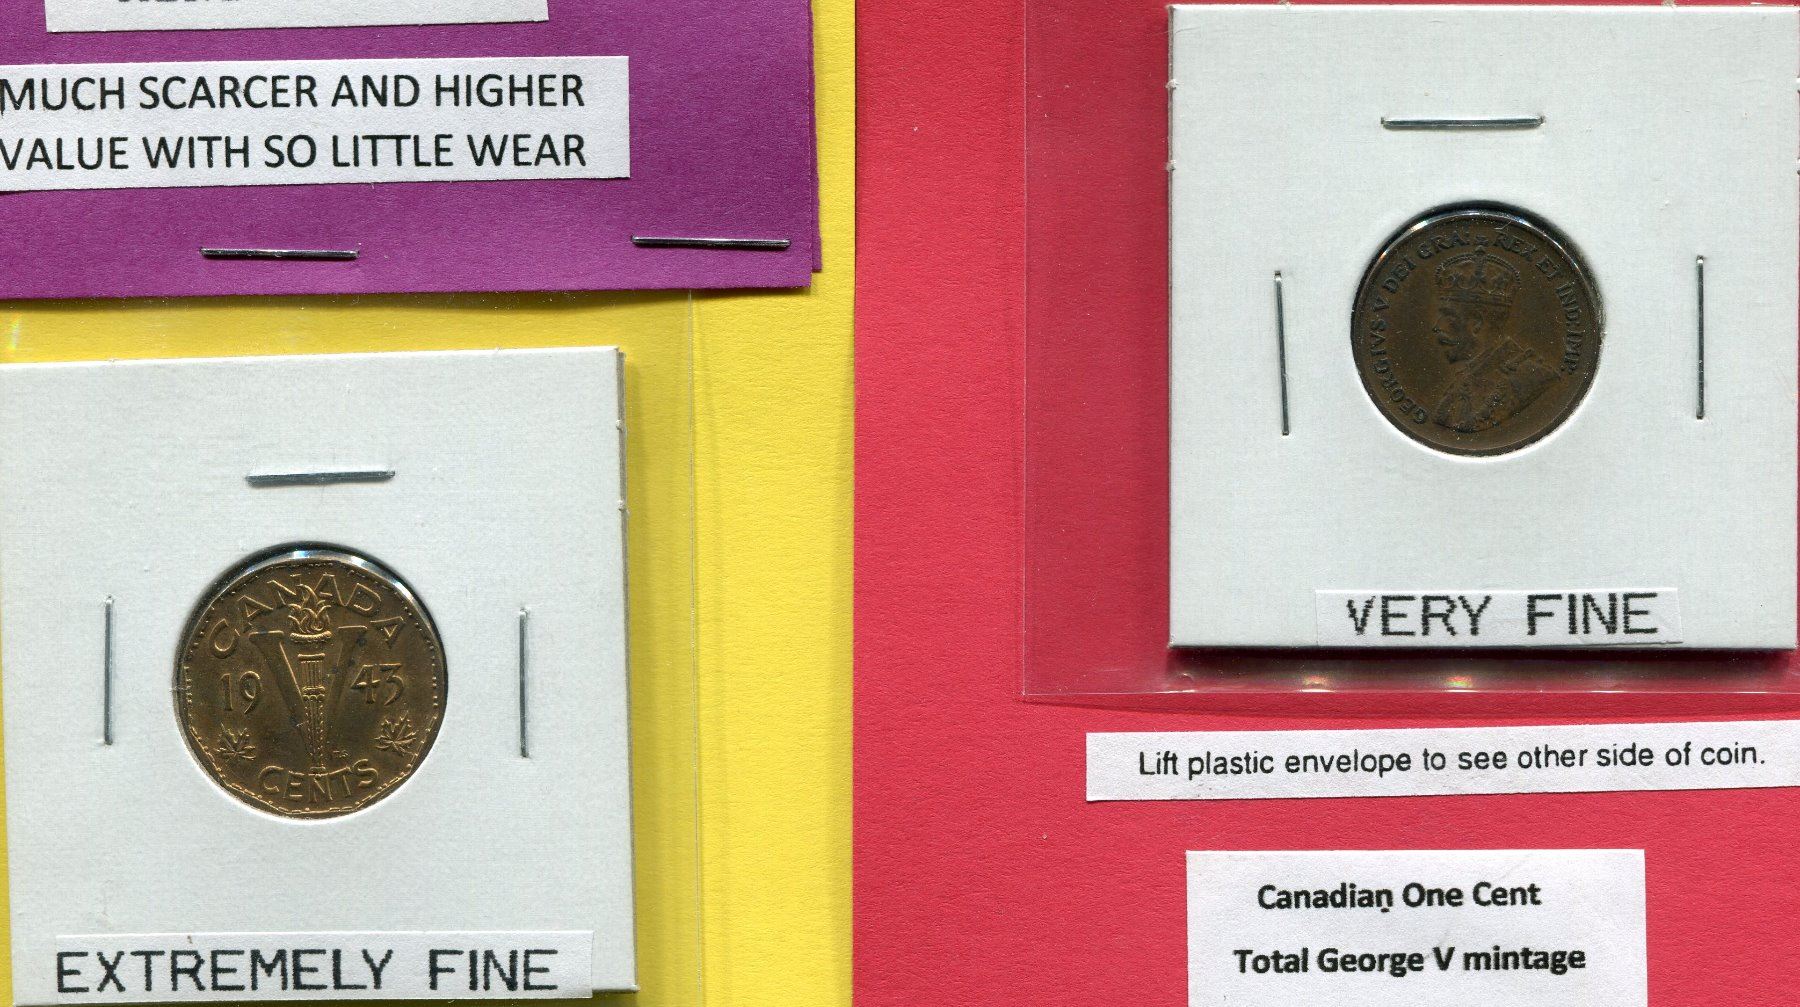 MUCH SCARCER AND HIGHER
VALUE WITH SO LITTLE WEAR
CANADA
19 43
CENTS
EXTREMELY FINE
GEORGIVS V DEI GRA: REX ET IND: IMP:
VERY FINE
Lift plastic envelope to see other side of coin.
Canadian One Cent
Total George V mintage